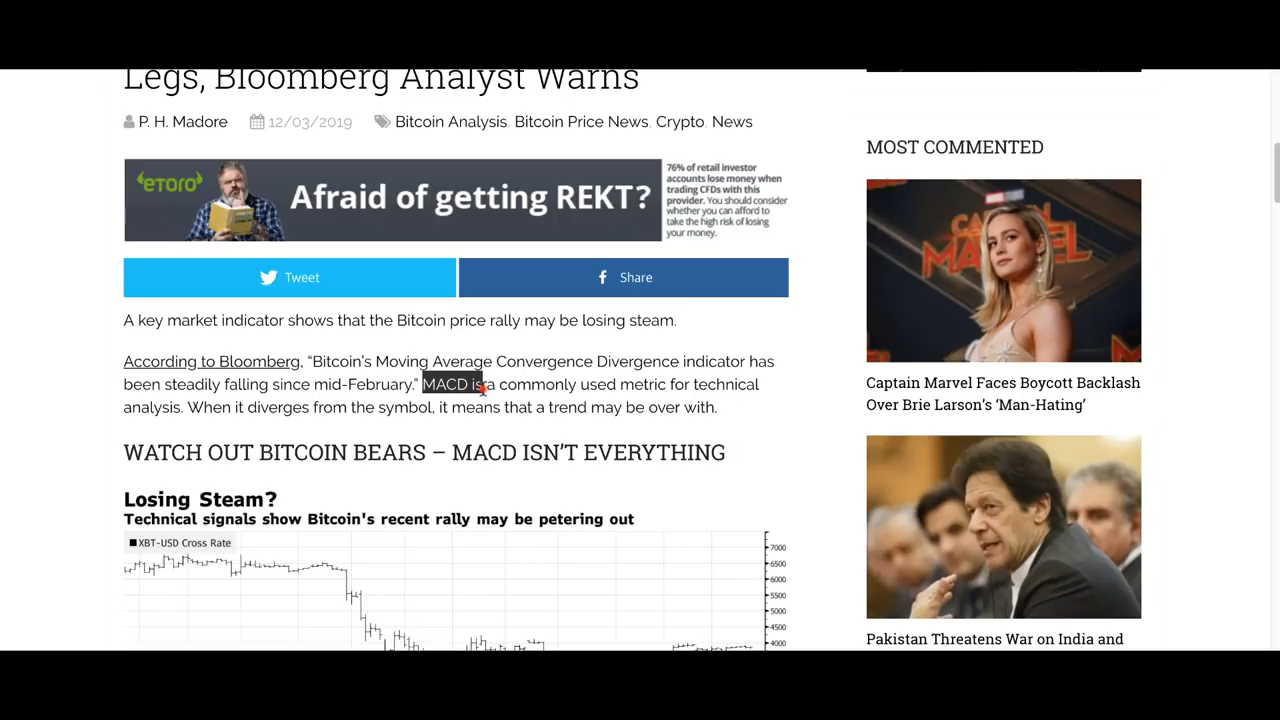 Legs, Bloomberg Analyst Warns
P. H. Madore 12/03/2019 Bitcoin Analysis, Bitcoin Price News, Crypto, News
eToro
Afraid of getting REKT?
76% of retail investor
accounts lose money when
trading CFDs with this
provider. You should consider
whether you can afford to
take the high risk of losing
your money.
Tweet
Share
A key market indicator shows that the Bitcoin price rally may be losing steam.
According to Bloomberg, “Bitcoin’s Moving Average Convergence Divergence indicator has
been steadily falling since mid-February.” MACD is a commonly used metric for technical
analysis. When it diverges from the symbol, it means that a trend may be over with.
WATCH OUT BITCOIN BEARS – MACD ISN’T EVERYTHING
Losing Steam?
Technical signals show Bitcoin's recent rally may be petering out
XBT-USD Cross Rate
7000
6500
6000
5500
5000
4500
4000
MOST COMMENTED
CAPTAIN
MARVEL
Captain Marvel Faces Boycott Backlash
Over Brie Larson’s ‘Man-Hating’
Pakistan Threatens War on India and